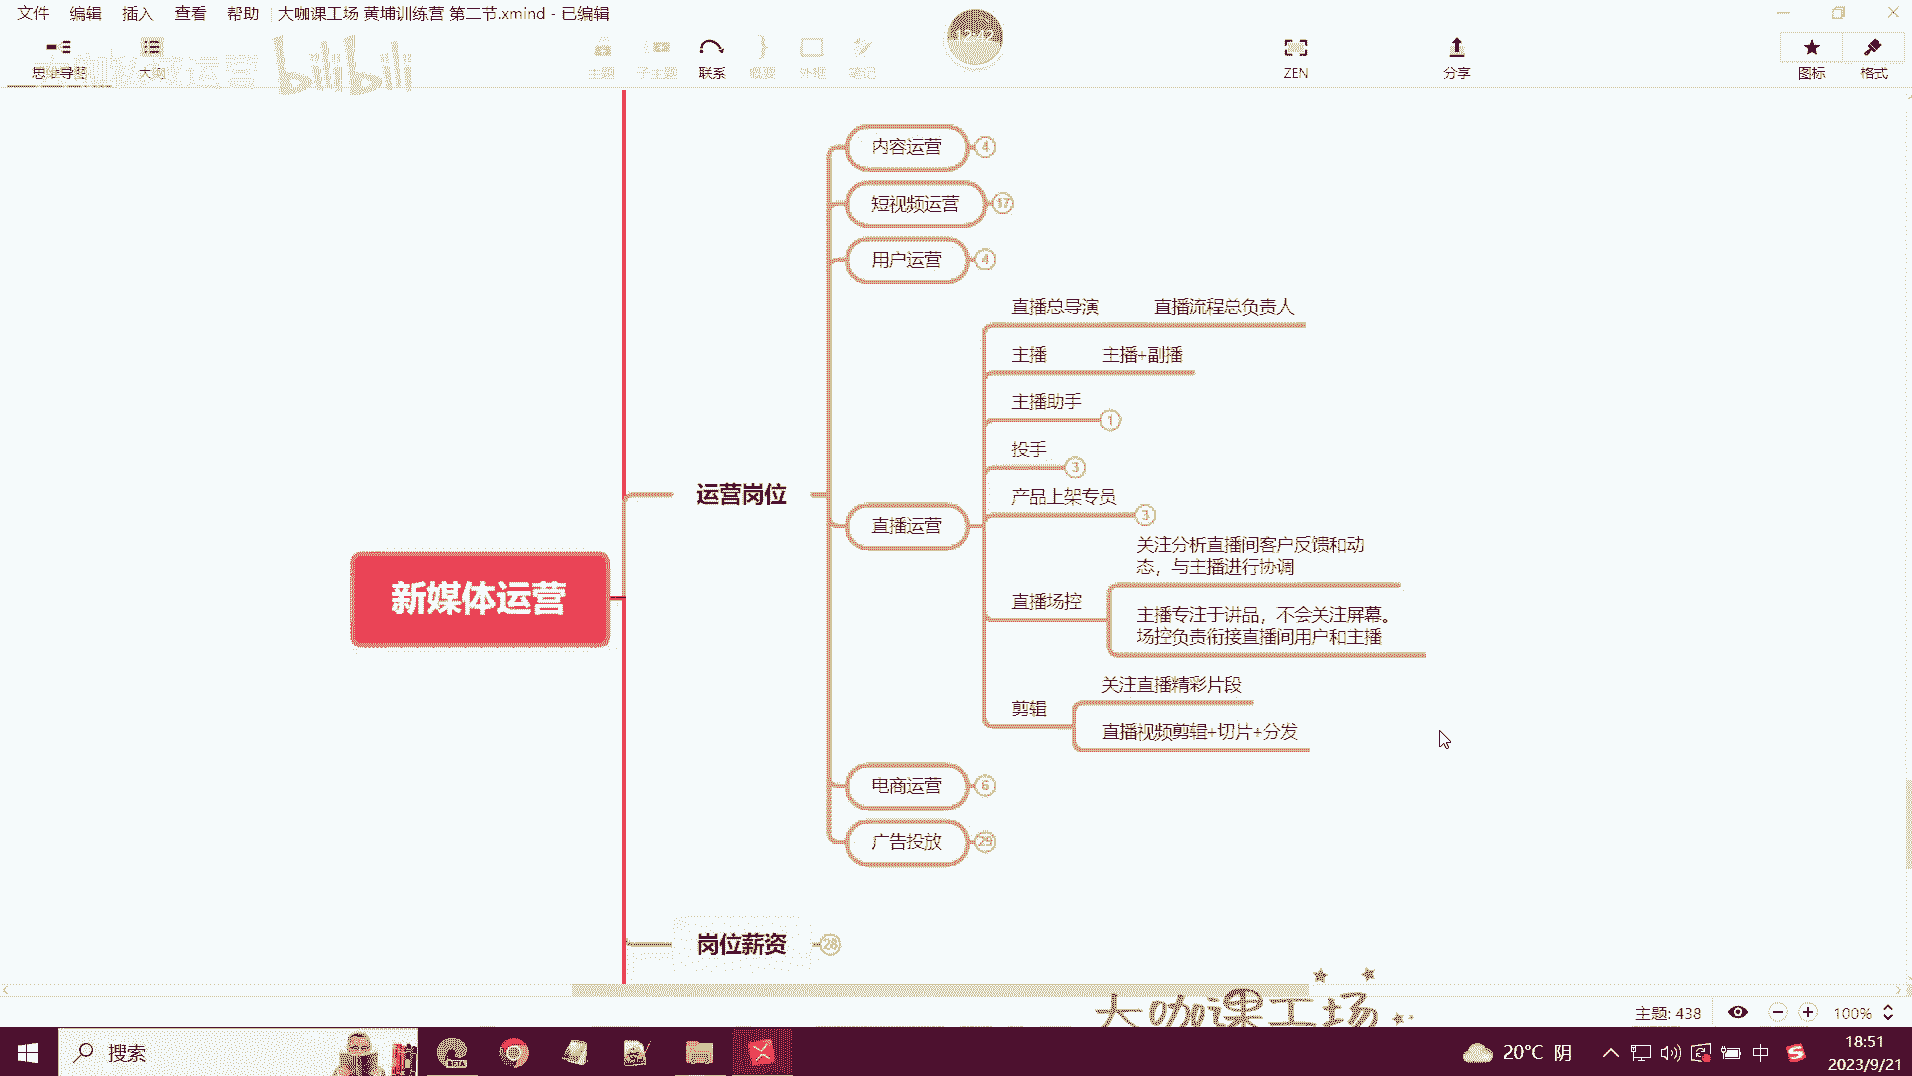 文件 编辑 插入 查看 帮助 大咖课工场 黄埔训练营 第二节.xmind - 已编辑
思维导图 大纲 主题 子主题 联系 概要 外框 笔记 ZEN 分享 图标 格式
bilibili
内容运营 4
短视频运营 17
用户运营 4
直播总导演 直播流程总负责人
主播 主播+副播
主播助手 1
投手 3
运营岗位
产品上架专员 3
直播运营
关注分析直播间客户反馈和动
态，与主播进行协调
直播场控
主播专注于讲品，不会关注屏幕。
场控负责衔接直播间用户和主播
新媒体运营
关注直播精彩片段
剪辑
直播视频剪辑+切片+分发
电商运营 6
广告投放 29
岗位薪资 28
大咖课工场
主题: 438 100%
搜索
BETA
20°C 阴 中 18:51
2023/9/21